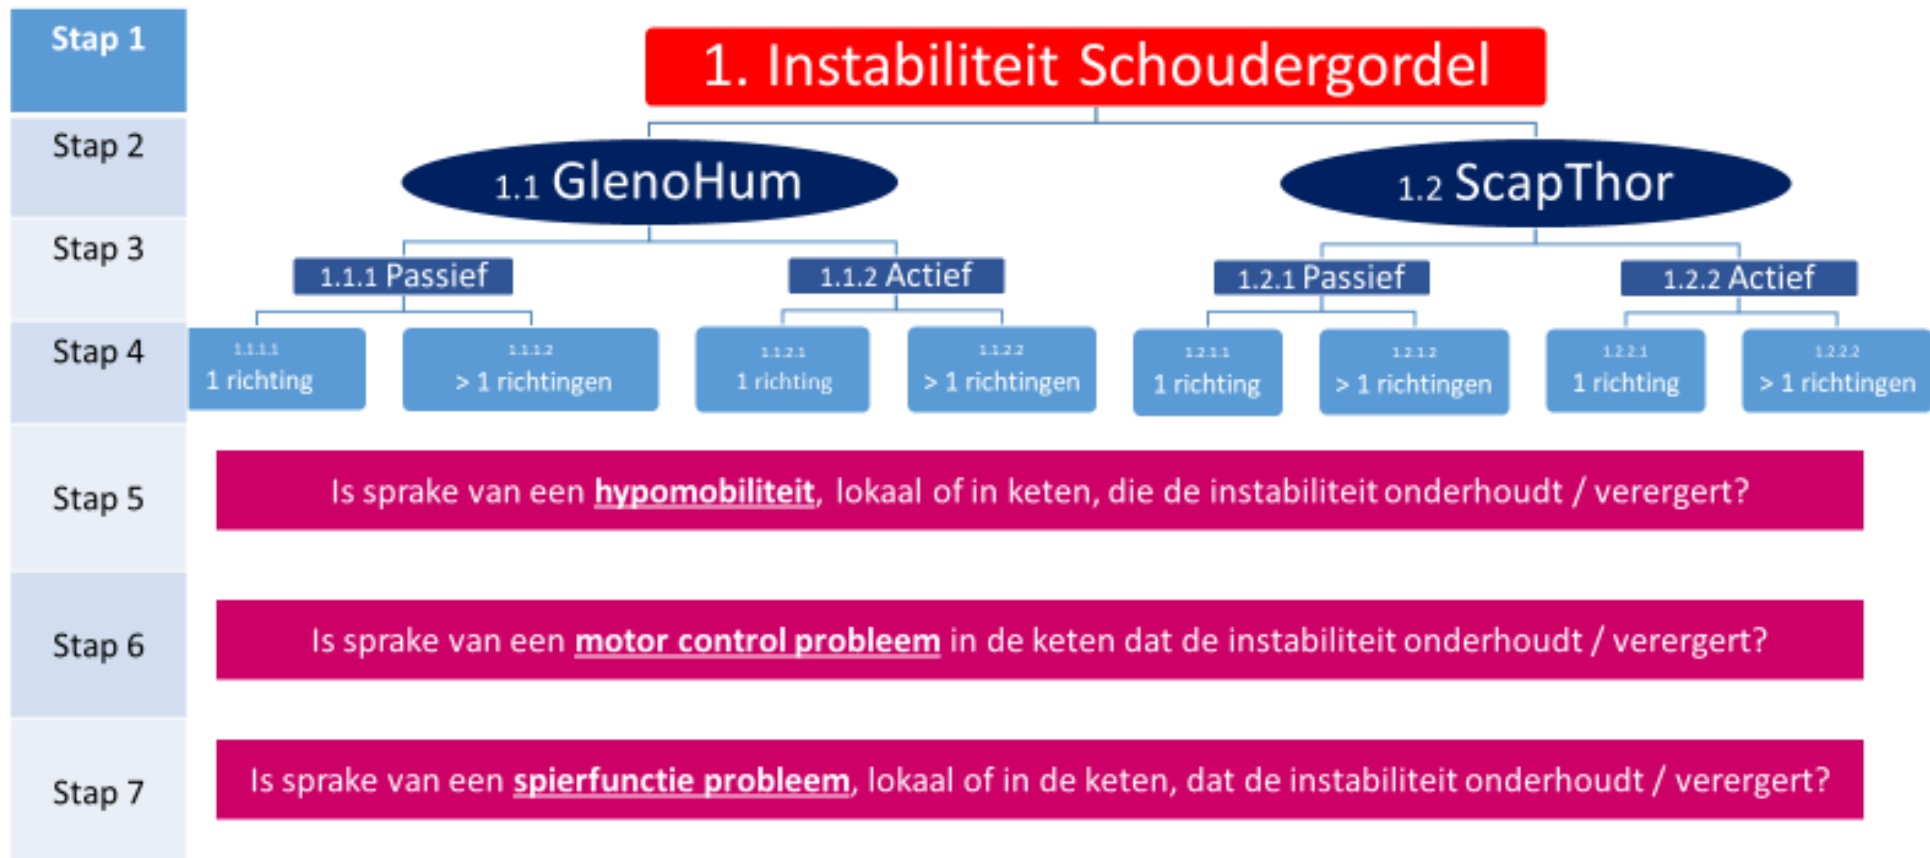 Stap 1
1. Instabiliteit Schoudergordel
Stap 2
1.1 GlenoHum
1.2 ScapThor
Stap 3
1.1.1 Passief
1.1.2 Actief
1.2.1 Passief
1.2.2 Actief
Stap 4
1.1.1.1
1 richting
1.1.1.2
> 1 richtingen
1.1.2.1
1 richting
1.1.2.2
> 1 richtingen
1.2.1.1
1 richting
1.2.1.2
> 1 richtingen
1.2.2.1
1 richting
1.2.2.2
> 1 richtingen
Stap 5
Is sprake van een hypomobiliteit, lokaal of in keten, die de instabiliteit onderhoudt / verergert?
Stap 6
Is sprake van een motor control probleem in de keten dat de instabiliteit onderhoudt / verergert?
Stap 7
Is sprake van een spierfunctie probleem, lokaal of in de keten, dat de instabiliteit onderhoudt / verergert?